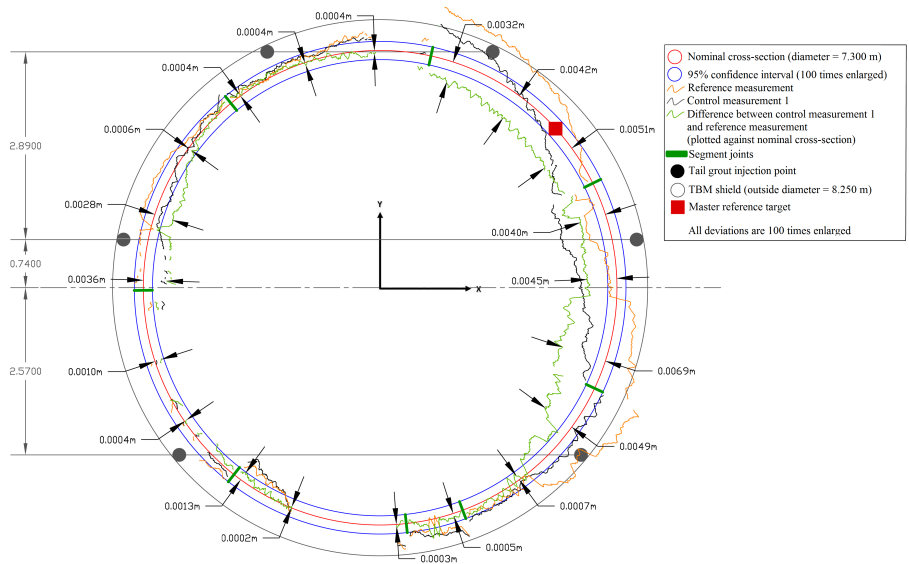 0.0004m
0.0032m
0.0004m
0.0042m
0.0004m
0.0051m
0.0006m
2.8900
0.0028m
Y
0.0040m
0.7400
0.0036m
0.0045m
X
2.5700
0.0010m
0.0069m
0.0004m
0.0049m
0.0013m
0.0007m
0.0002m
0.0005m
0.0003m
Nominal cross-section (diameter = 7.300 m)
95% confidence interval (100 times enlarged)
Reference measurement
Control measurement 1
Difference between control measurement 1
and reference measurement
(plotted against nominal cross-section)
Segment joints
Tail grout injection point
TBM shield (outside diameter = 8.250 m)
Master reference target
All deviations are 100 times enlarged